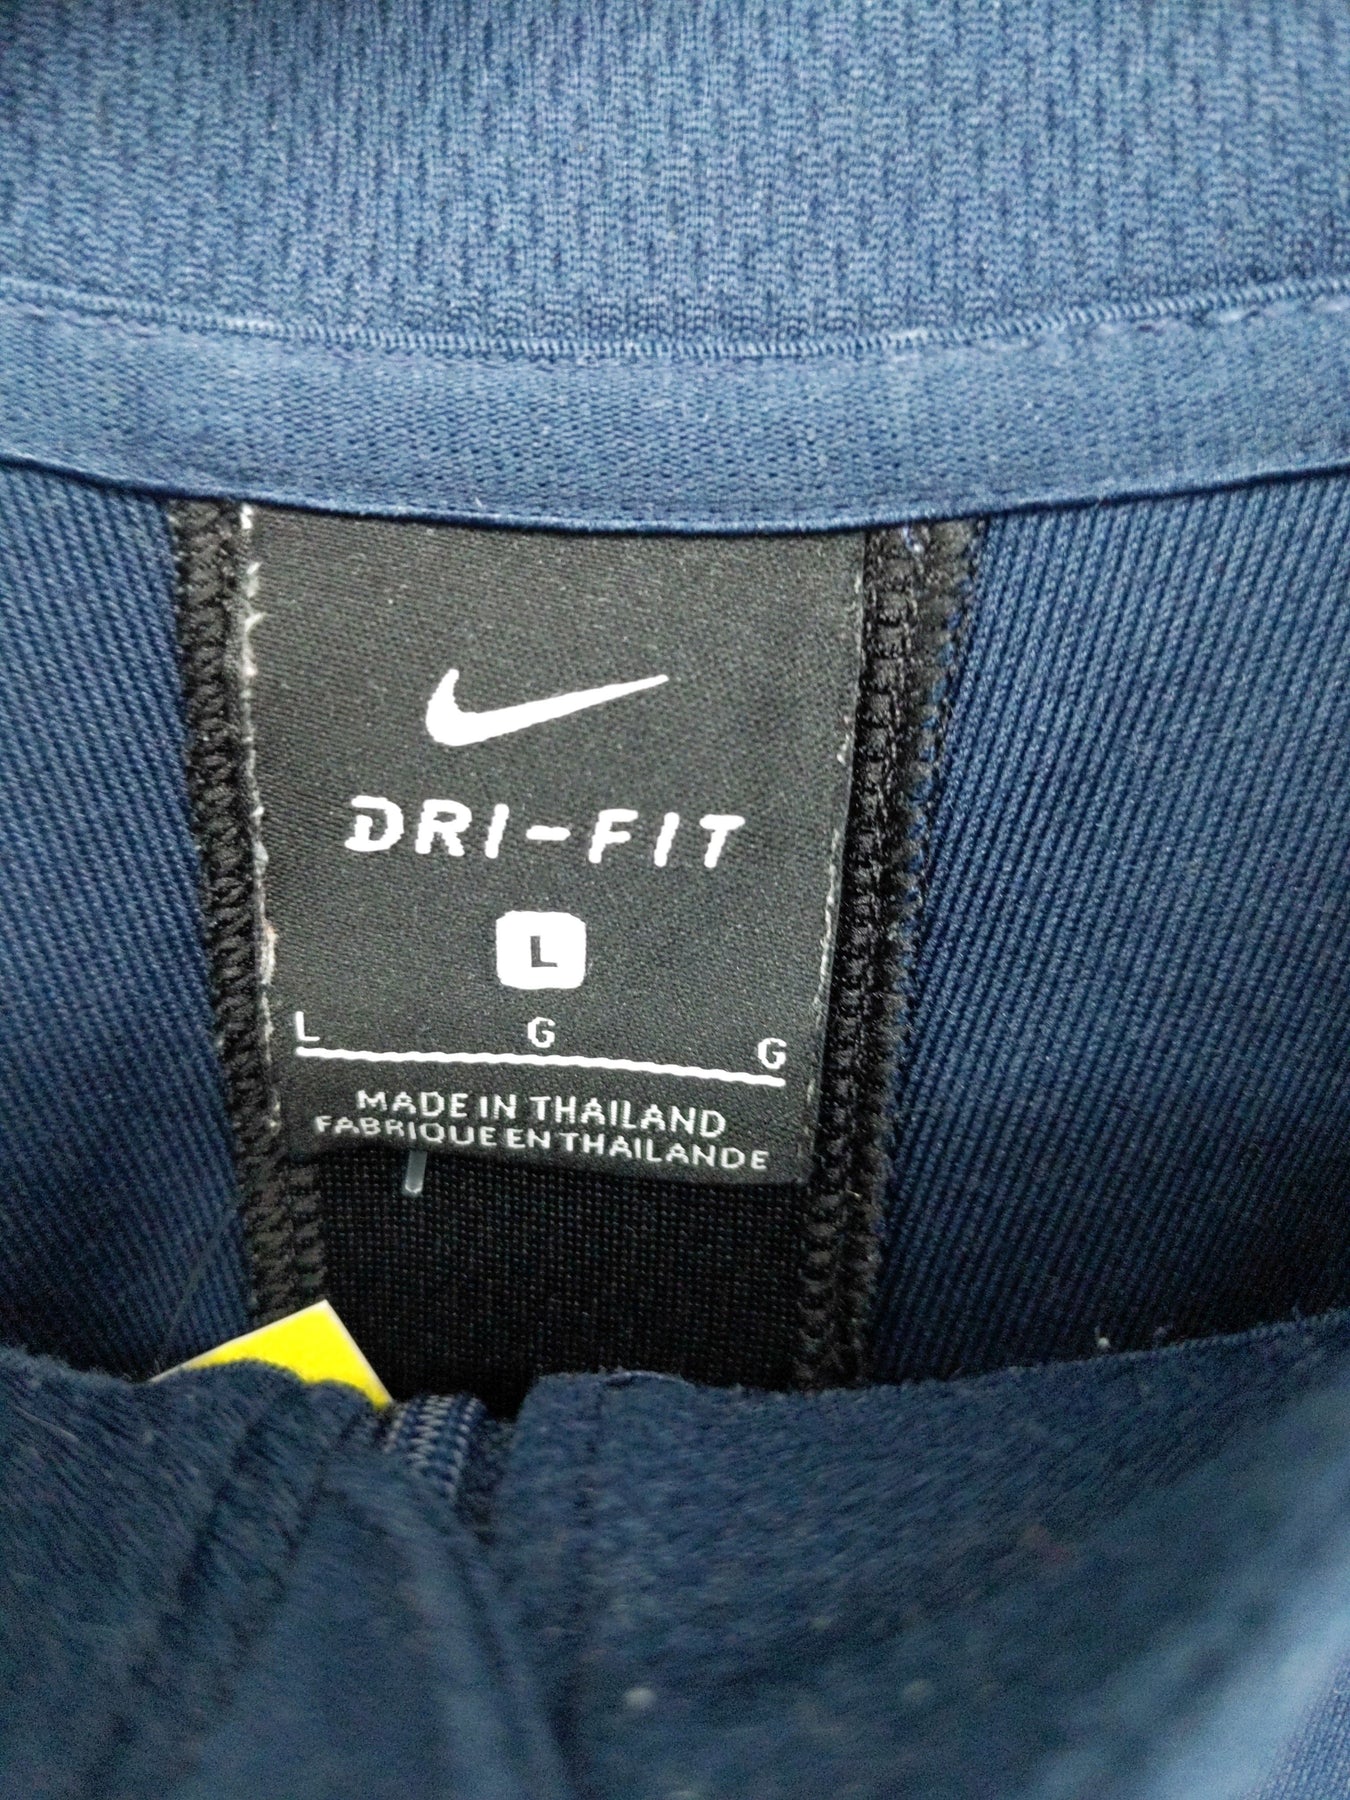 DRI-FIT
L
L G G
MADE IN THAILAND
FABRIQUE EN THAILANDE